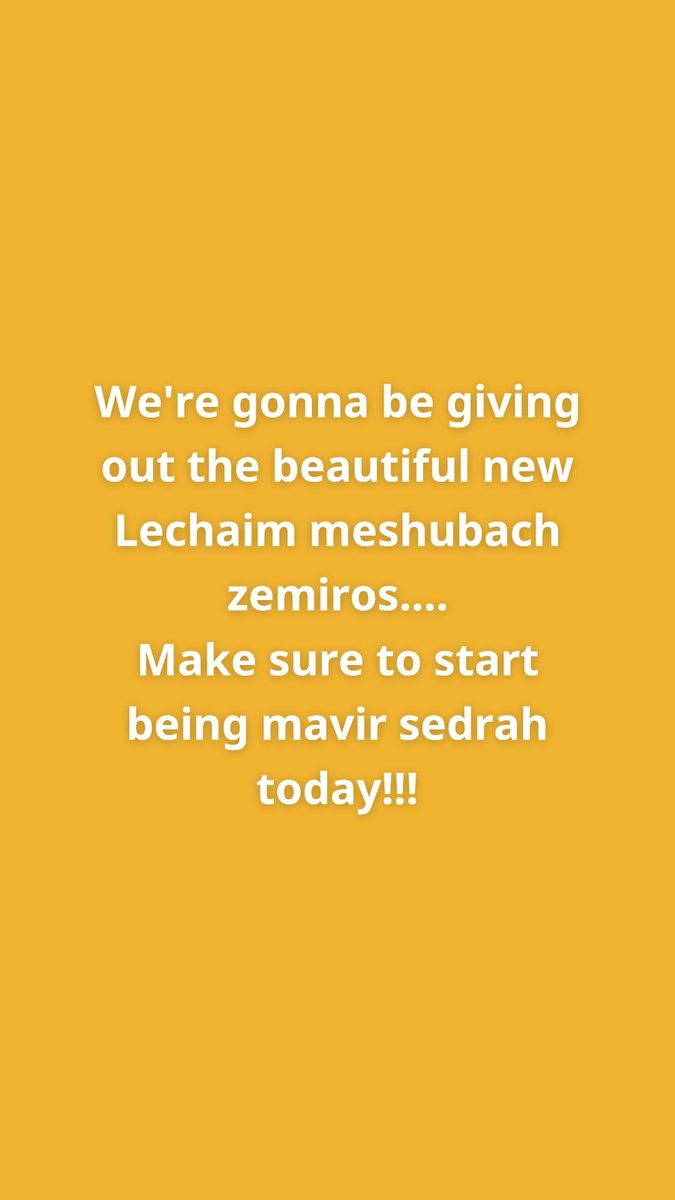 We're gonna be giving
out the beautiful new
Lechaim meshubach
zemiros....
Make sure to start
being mavir sedrah
today!!!